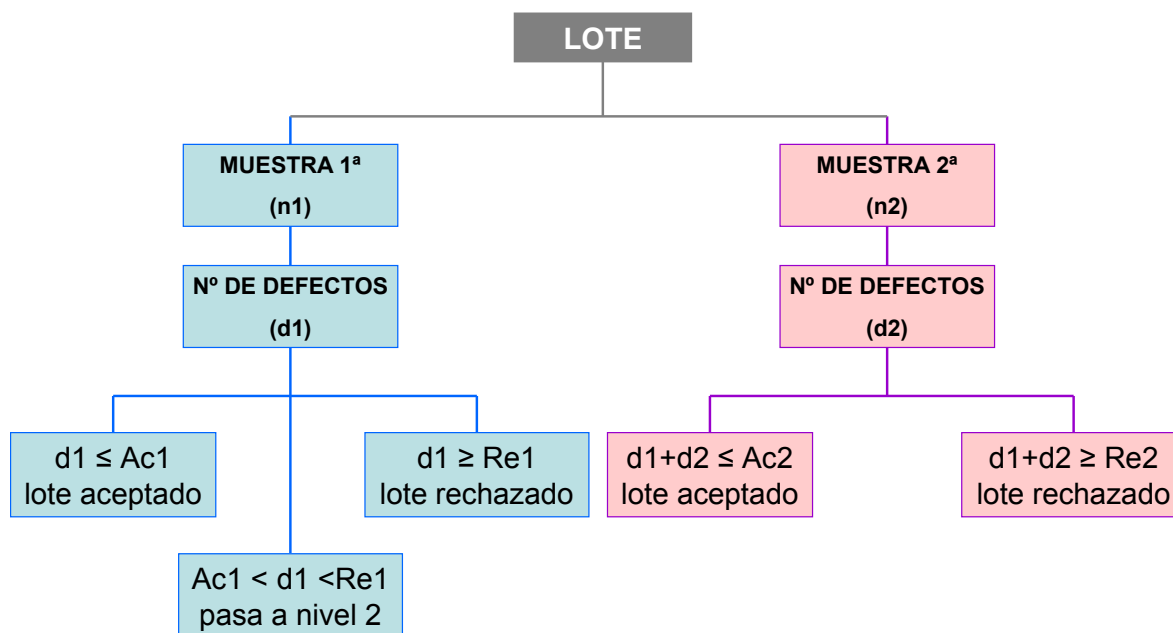 LOTE
MUESTRA 1ª
(n1)
Nº DE DEFECTOS
(d1)
d1 ≤ Ac1
lote aceptado
d1 ≥ Re1
lote rechazado
Ac1 < d1 <Re1
pasa a nivel 2
MUESTRA 2ª
(n2)
Nº DE DEFECTOS
(d2)
d1+d2 ≤ Ac2
lote aceptado
d1+d2 ≥ Re2
lote rechazado